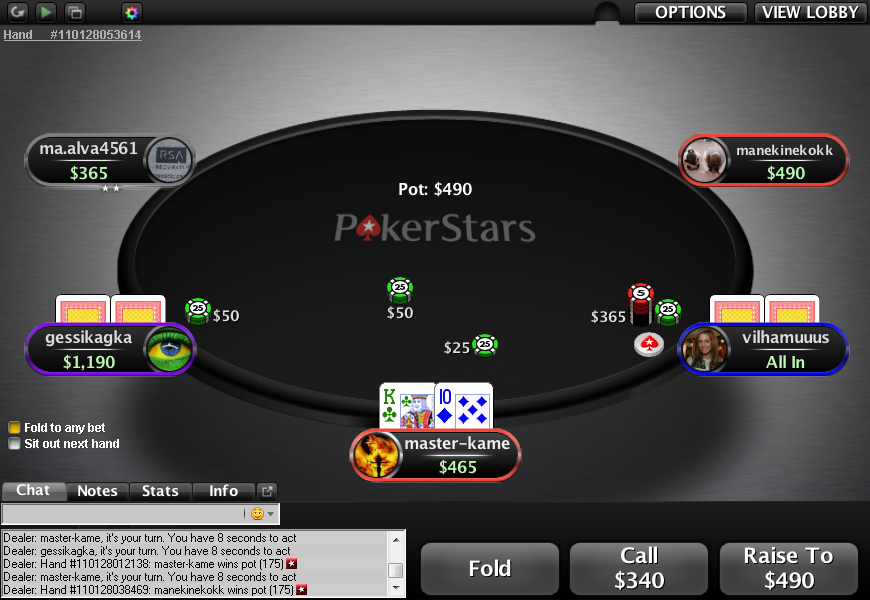 OPTIONS
VIEW LOBBY
Hand #110128053614
ma.alva4561
$365
RSA
manekinekokk
$490
Pot: $490
PokerStars
25
$50
25
$50
5
25
$365
$25
25
gessikagka
$1,190
vilhamuuus
All In
K
10
master-kame
$465
Fold to any bet
Sit out next hand
Chat
Notes
Stats
Info
Dealer: master-kame, it's your turn. You have 8 seconds to act
Dealer: gessikagka, it's your turn. You have 8 seconds to act
Dealer: Hand #110128012138: master-kame wins pot (175)
Dealer: master-kame, it's your turn. You have 8 seconds to act
Dealer: Hand #110128038469: manekinekokk wins pot (175)
Fold
Call
$340
Raise To
$490